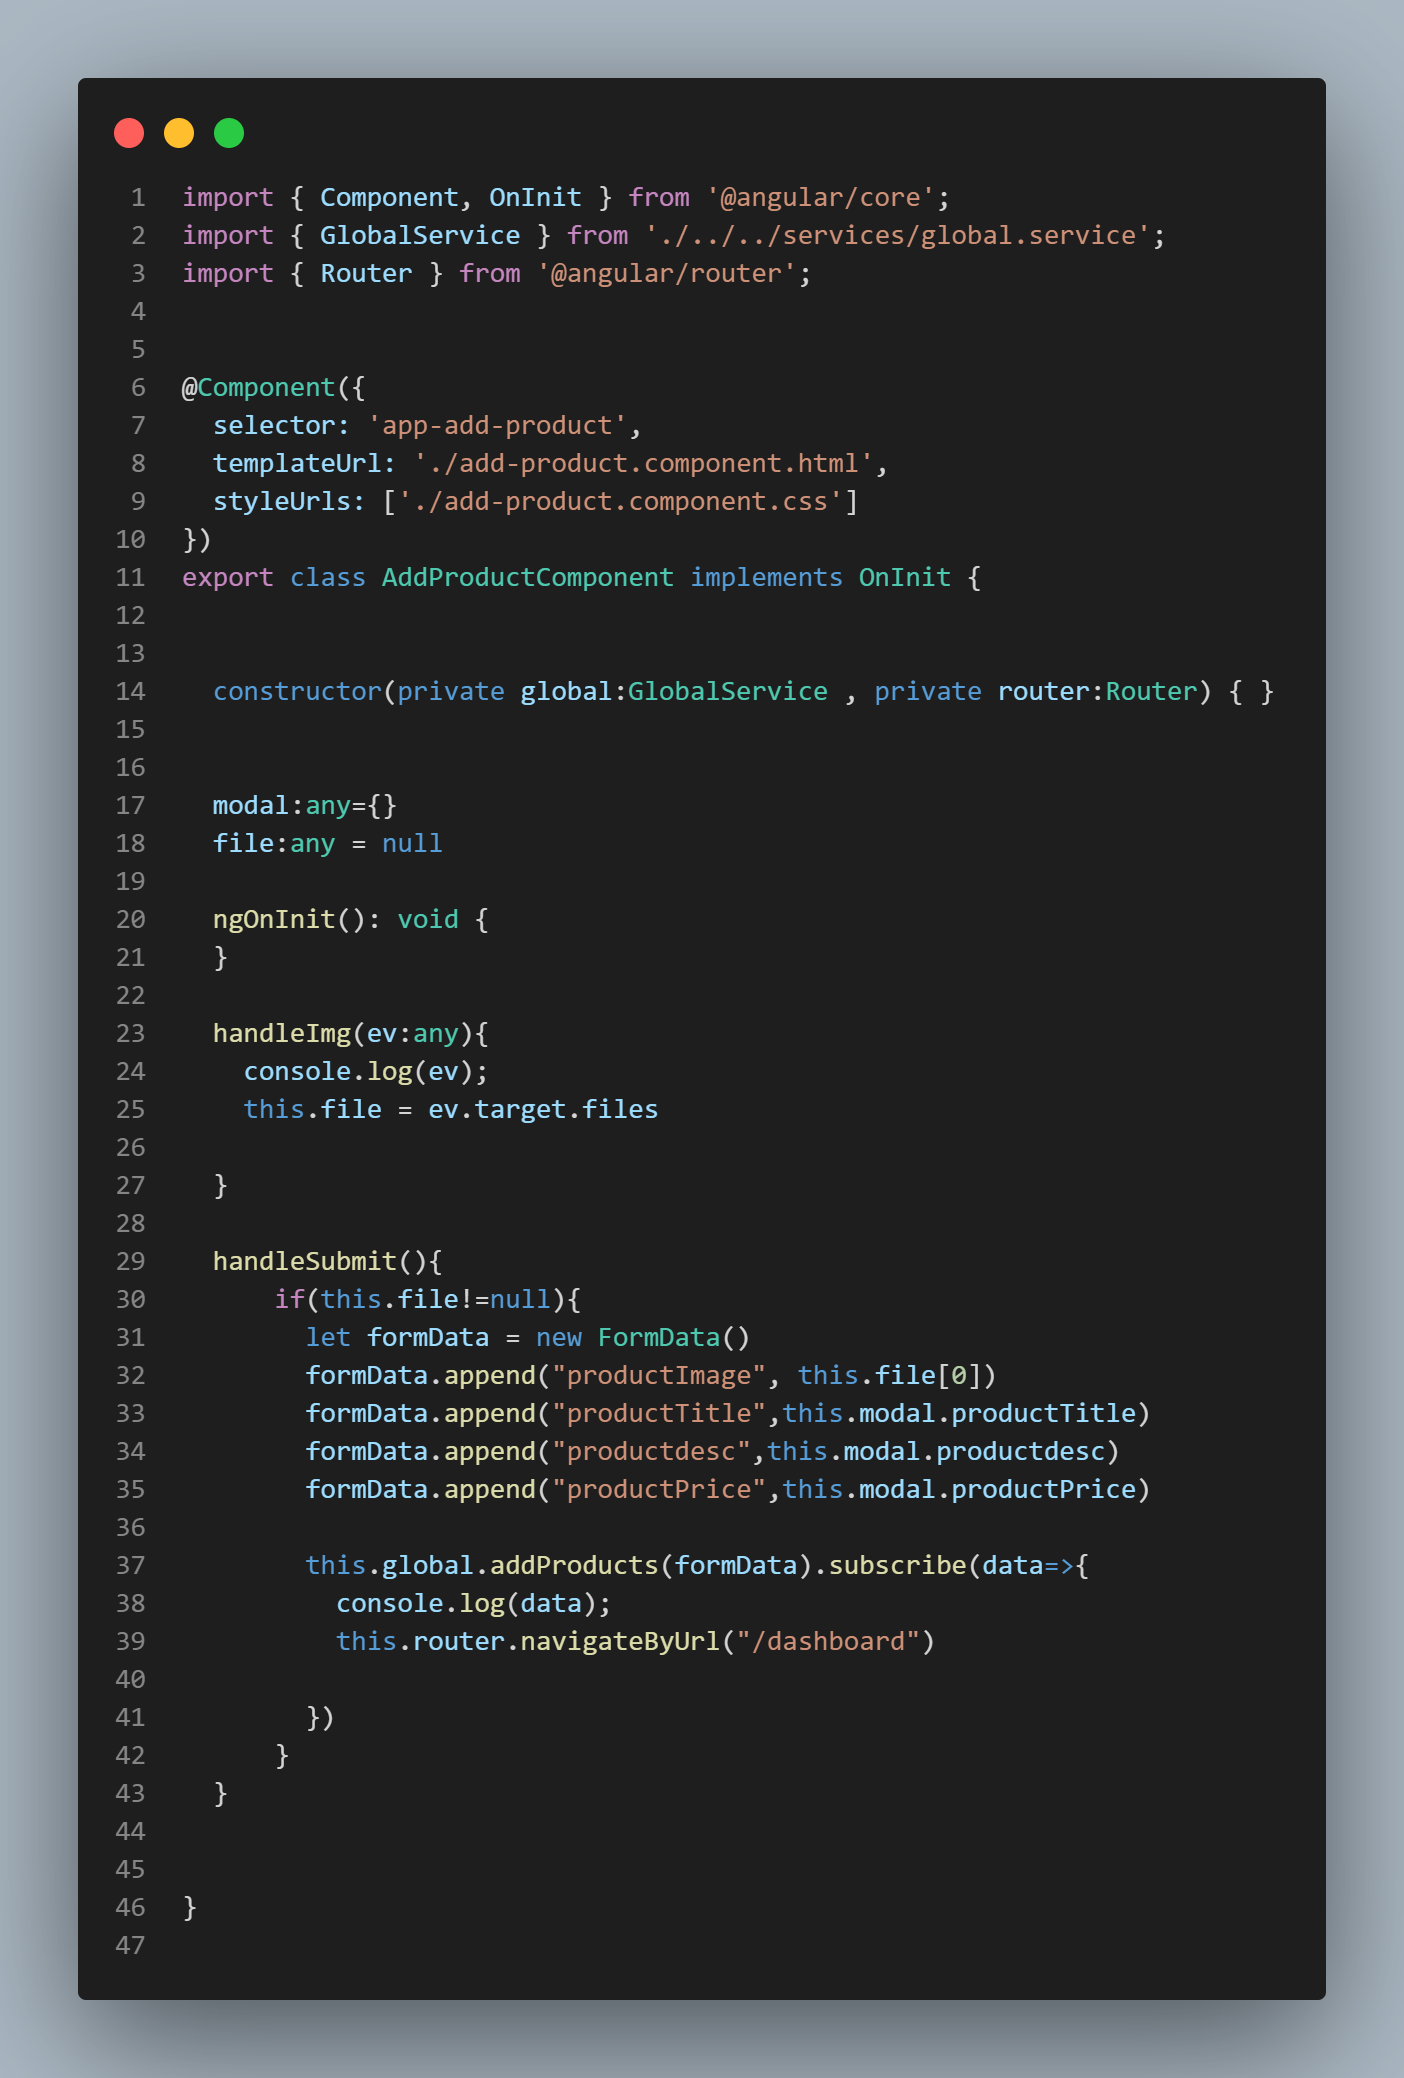 1 import { Component, OnInit } from '@angular/core';
2 import { GlobalService } from './../../services/global.service';
3 import { Router } from '@angular/router';
4
5
6 @Component({
7   selector: 'app-add-product',
8   templateUrl: './add-product.component.html',
9   styleUrls: ['./add-product.component.css']
10 })
11 export class AddProductComponent implements OnInit {
12
13
14   constructor(private global:GlobalService , private router:Router) { }
15
16
17   modal:any={}
18   file:any = null
19
20   ngOnInit(): void {
21   }
22
23   handleImg(ev:any){
24     console.log(ev);
25     this.file = ev.target.files
26
27   }
28
29   handleSubmit(){
30       if(this.file!=null){
31         let formData = new FormData()
32         formData.append("productImage", this.file[0])
33         formData.append("productTitle",this.modal.productTitle)
34         formData.append("productdesc",this.modal.productdesc)
35         formData.append("productPrice",this.modal.productPrice)
36
37         this.global.addProducts(formData).subscribe(data=>{
38           console.log(data);
39           this.router.navigateByUrl("/dashboard")
40
41         })
42       }
43   }
44
45
46 }
47